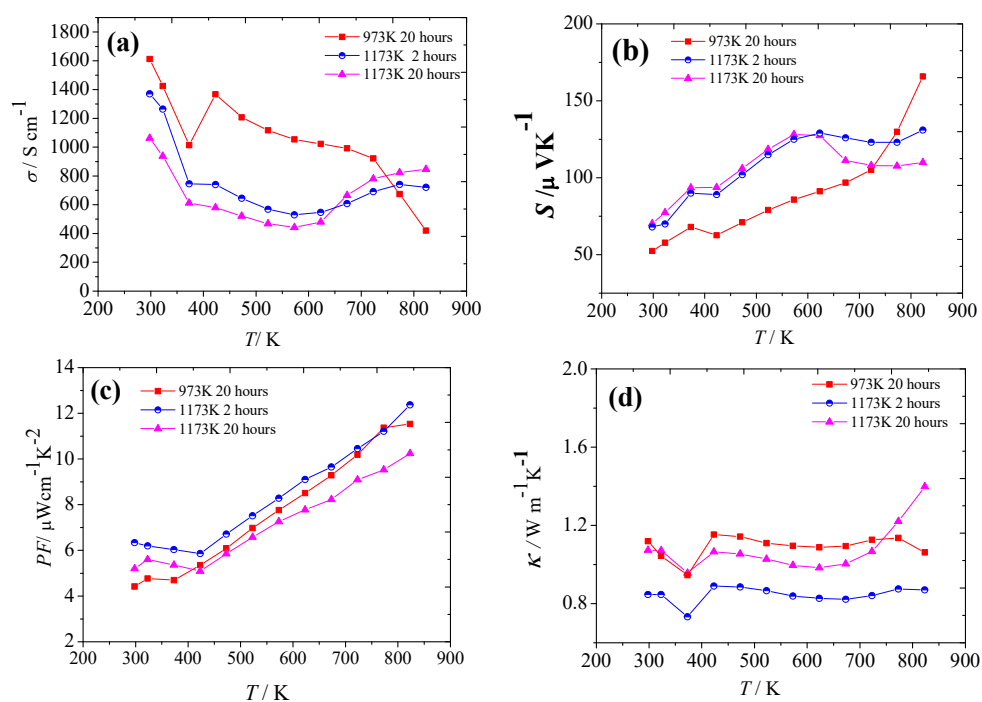 (a)
973K 20 hours
1173K 2 hours
1173K 20 hours
σ / S cm⁻¹
1800
1600
1400
1200
1000
800
600
400
200
0
200 300 400 500 600 700 800 900
T/ K
(b)
973K 20 hours
1173K 2 hours
1173K 20 hours
S /μ VK⁻¹
200
150
100
50
200 300 400 500 600 700 800 900
T / K
(c)
973K 20 hours
1173K 2 hours
1173K 20 hours
PF/ μWcm⁻¹K⁻²
14
12
10
8
6
4
2
200 300 400 500 600 700 800 900
T / K
(d)
973K 20 hours
1173K 2 hours
1173K 20 hours
κ /W m⁻¹K⁻¹
2.0
1.6
1.2
0.8
200 300 400 500 600 700 800 900
T / K